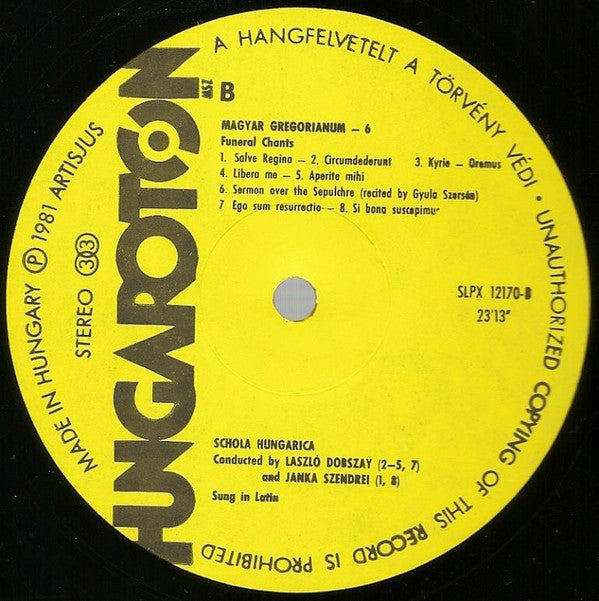 A HANGFELVETELT A TÖRVÉNY VÉDI • UNAUTHORIZED COPYING OF THIS RECORD IS PROHIBITED
MADE IN HUNGARY Ⓟ 1981 ARTISJUS
STEREO 33
HUNGAROTON
MSZ
B
MAGYAR GREGORIANUM – 6
Funeral Chants
1. Salve Regina – 2. Circumdederunt 3. Kyrie – Oremus
4. Libera me – 5. Aperite mihi
6. Sermon over the Sepulchre (recited by Gyula Szersén)
7 Ego sum resurrectio – 8. Si bona suscepimus
SLPX 12170-B
23'13"
SCHOLA HUNGARICA
Conducted by LASZLÓ DOBSZAY (2–5, 7)
and JANKA SZENDREI (1, 8)
Sung in Latin